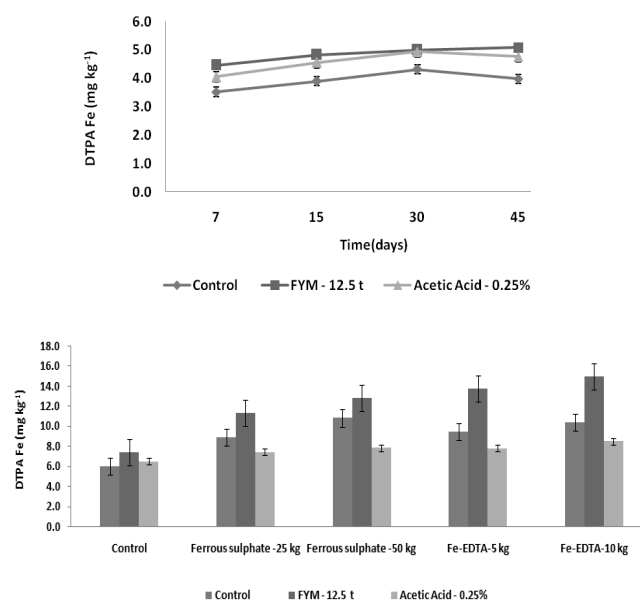 6.0
5.0
4.0
3.0
2.0
1.0
0.0
DTPA Fe (mg kg⁻¹)
7 15 30 45
Time(days)
Control FYM - 12.5 t Acetic Acid - 0.25%
18.0
16.0
14.0
12.0
10.0
8.0
6.0
4.0
2.0
0.0
DTPA Fe (mg kg⁻¹)
Control Ferrous sulphate -25 kg Ferrous sulphate -50 kg Fe-EDTA-5 kg Fe-EDTA-10 kg
Control FYM - 12.5 t Acetic Acid - 0.25%